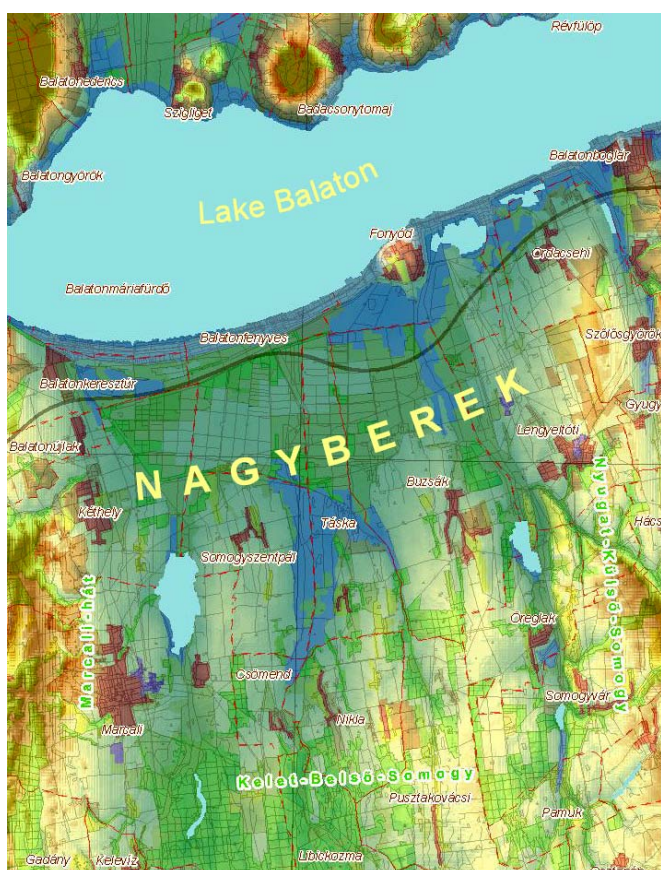 Révfülöp
Balatonederics
Szigliget
Badacsonytomaj
Balatonboglár
Balatongyörök
Lake Balaton
Fonyód
Ordacsehi
Balatonmáriafürdő
Balatonfenyves
Szőlősgyörök
Balatonkeresztúr
NAGYBEREK
Gyugy
Lengyeltóti
Balatonújlak
Buzsák
Kéthely
Táska
Hács
Somogyszentpál
Nyugat-Külső-Somogy
Marcali-hát
Öreglak
Csömend
Somogyvár
Nikla
Marcali
Kelet-Belső-Somogy
Pusztakovácsi
Pamuk
Libickozma
Gadány
Kelevíz